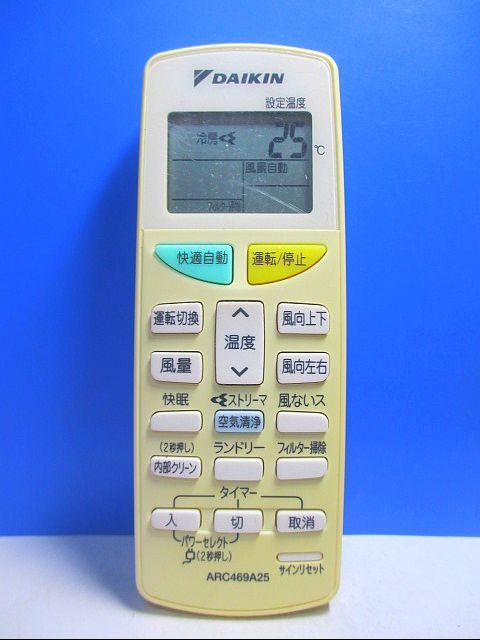 DAIKIN
設定温度
冷房 25℃
風量自動
快適自動 運転/停止
運転切換 温度 風向上下
風量 風向左右
快眠 ストリーマ 風ないス
空気清浄
(2秒押し) ランドリー フィルター掃除
内部クリーン
タイマー
入 切 取消
パワーセレクト
(2秒押し)
サインリセット
ARC469A25